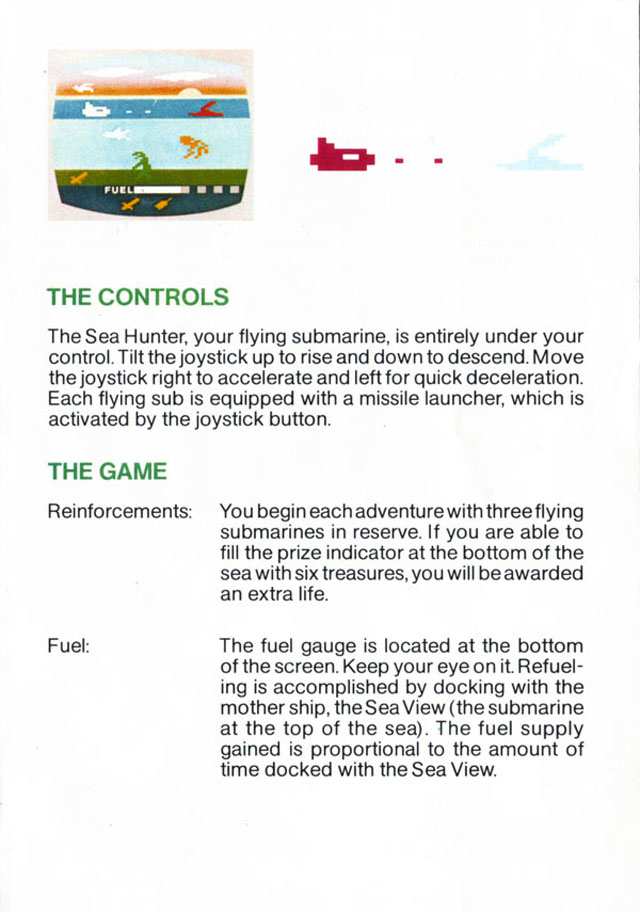 FUEL
THE CONTROLS
The Sea Hunter, your flying submarine, is entirely under your
control. Tilt the joystick up to rise and down to descend. Move
the joystick right to accelerate and left for quick deceleration.
Each flying sub is equipped with a missile launcher, which is
activated by the joystick button.
THE GAME
Reinforcements: You begin each adventure with three flying
submarines in reserve. If you are able to
fill the prize indicator at the bottom of the
sea with six treasures, you will be awarded
an extra life.
Fuel: The fuel gauge is located at the bottom
of the screen. Keep your eye on it. Refuel-
ing is accomplished by docking with the
mother ship, the Sea View (the submarine
at the top of the sea). The fuel supply
gained is proportional to the amount of
time docked with the Sea View.